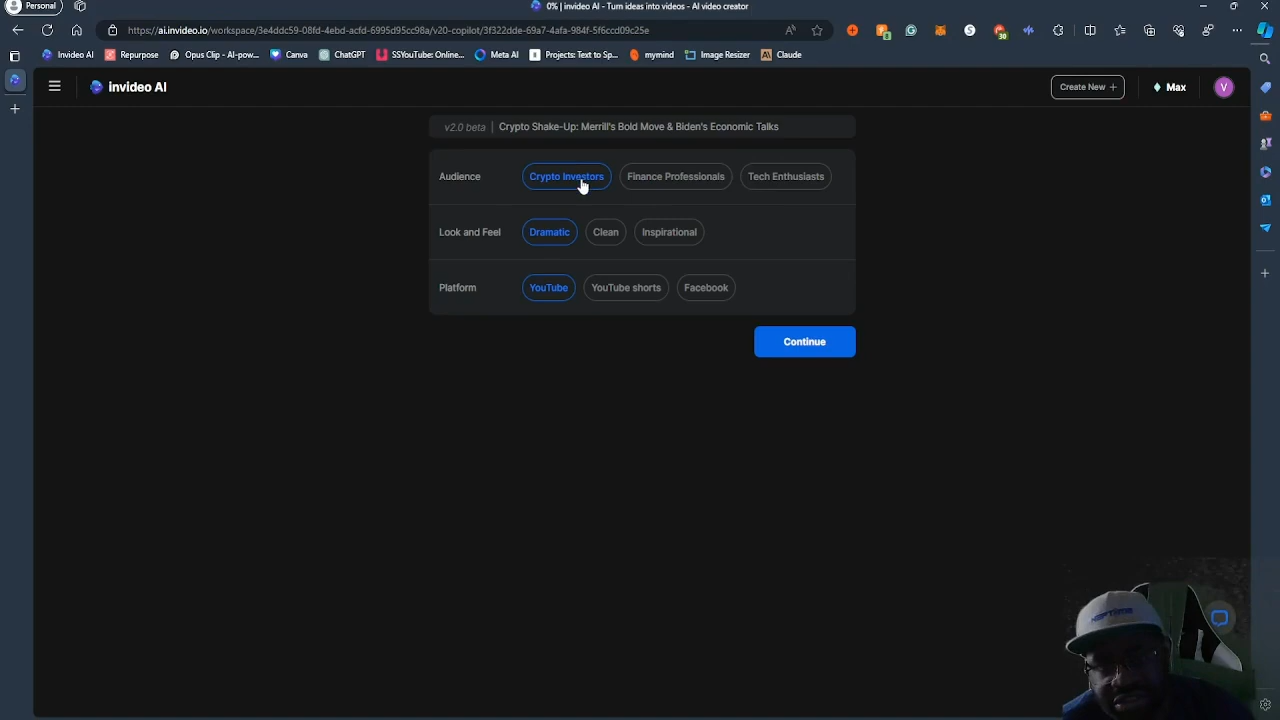 Personal
0% | invideo AI - Turn ideas into videos - AI video creator
https://ai.invideo.io/workspace/3e4ddc59-08fd-4ebd-acfd-6995d95cc98a/v20-copilot/3f322dde-69a7-4afa-984f-5f6ccd09c25e
Invideo AI Repurpose Opus Clip - AI-pow... Canva ChatGPT SSYouTube: Online... Meta AI Projects: Text to Sp... mymind Image Resizer Claude
invideo AI
Create New +
Max
V
v2.0 beta | Crypto Shake-Up: Merrill's Bold Move & Biden's Economic Talks
Audience Crypto Investors Finance Professionals Tech Enthusiasts
Look and Feel Dramatic Clean Inspirational
Platform YouTube YouTube shorts Facebook
Continue